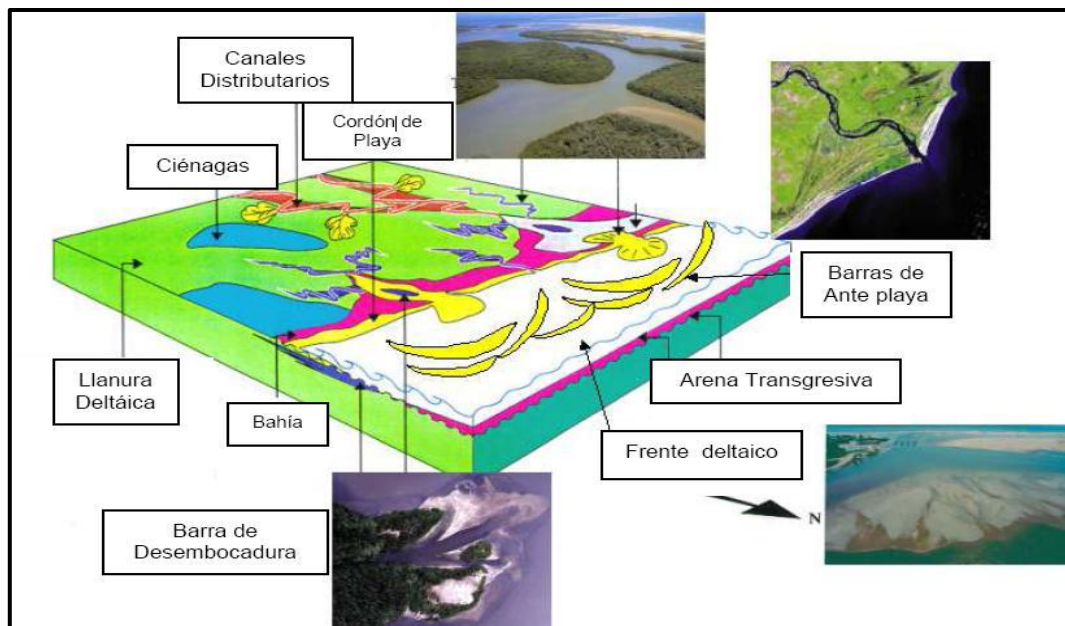 Canales
Distributarios
Cordón de
Playa
Ciénagas
Barras de
Ante playa
Llanura
Deltáica
Arena Transgresiva
Bahía
Frente deltaico
N
Barra de
Desembocadura